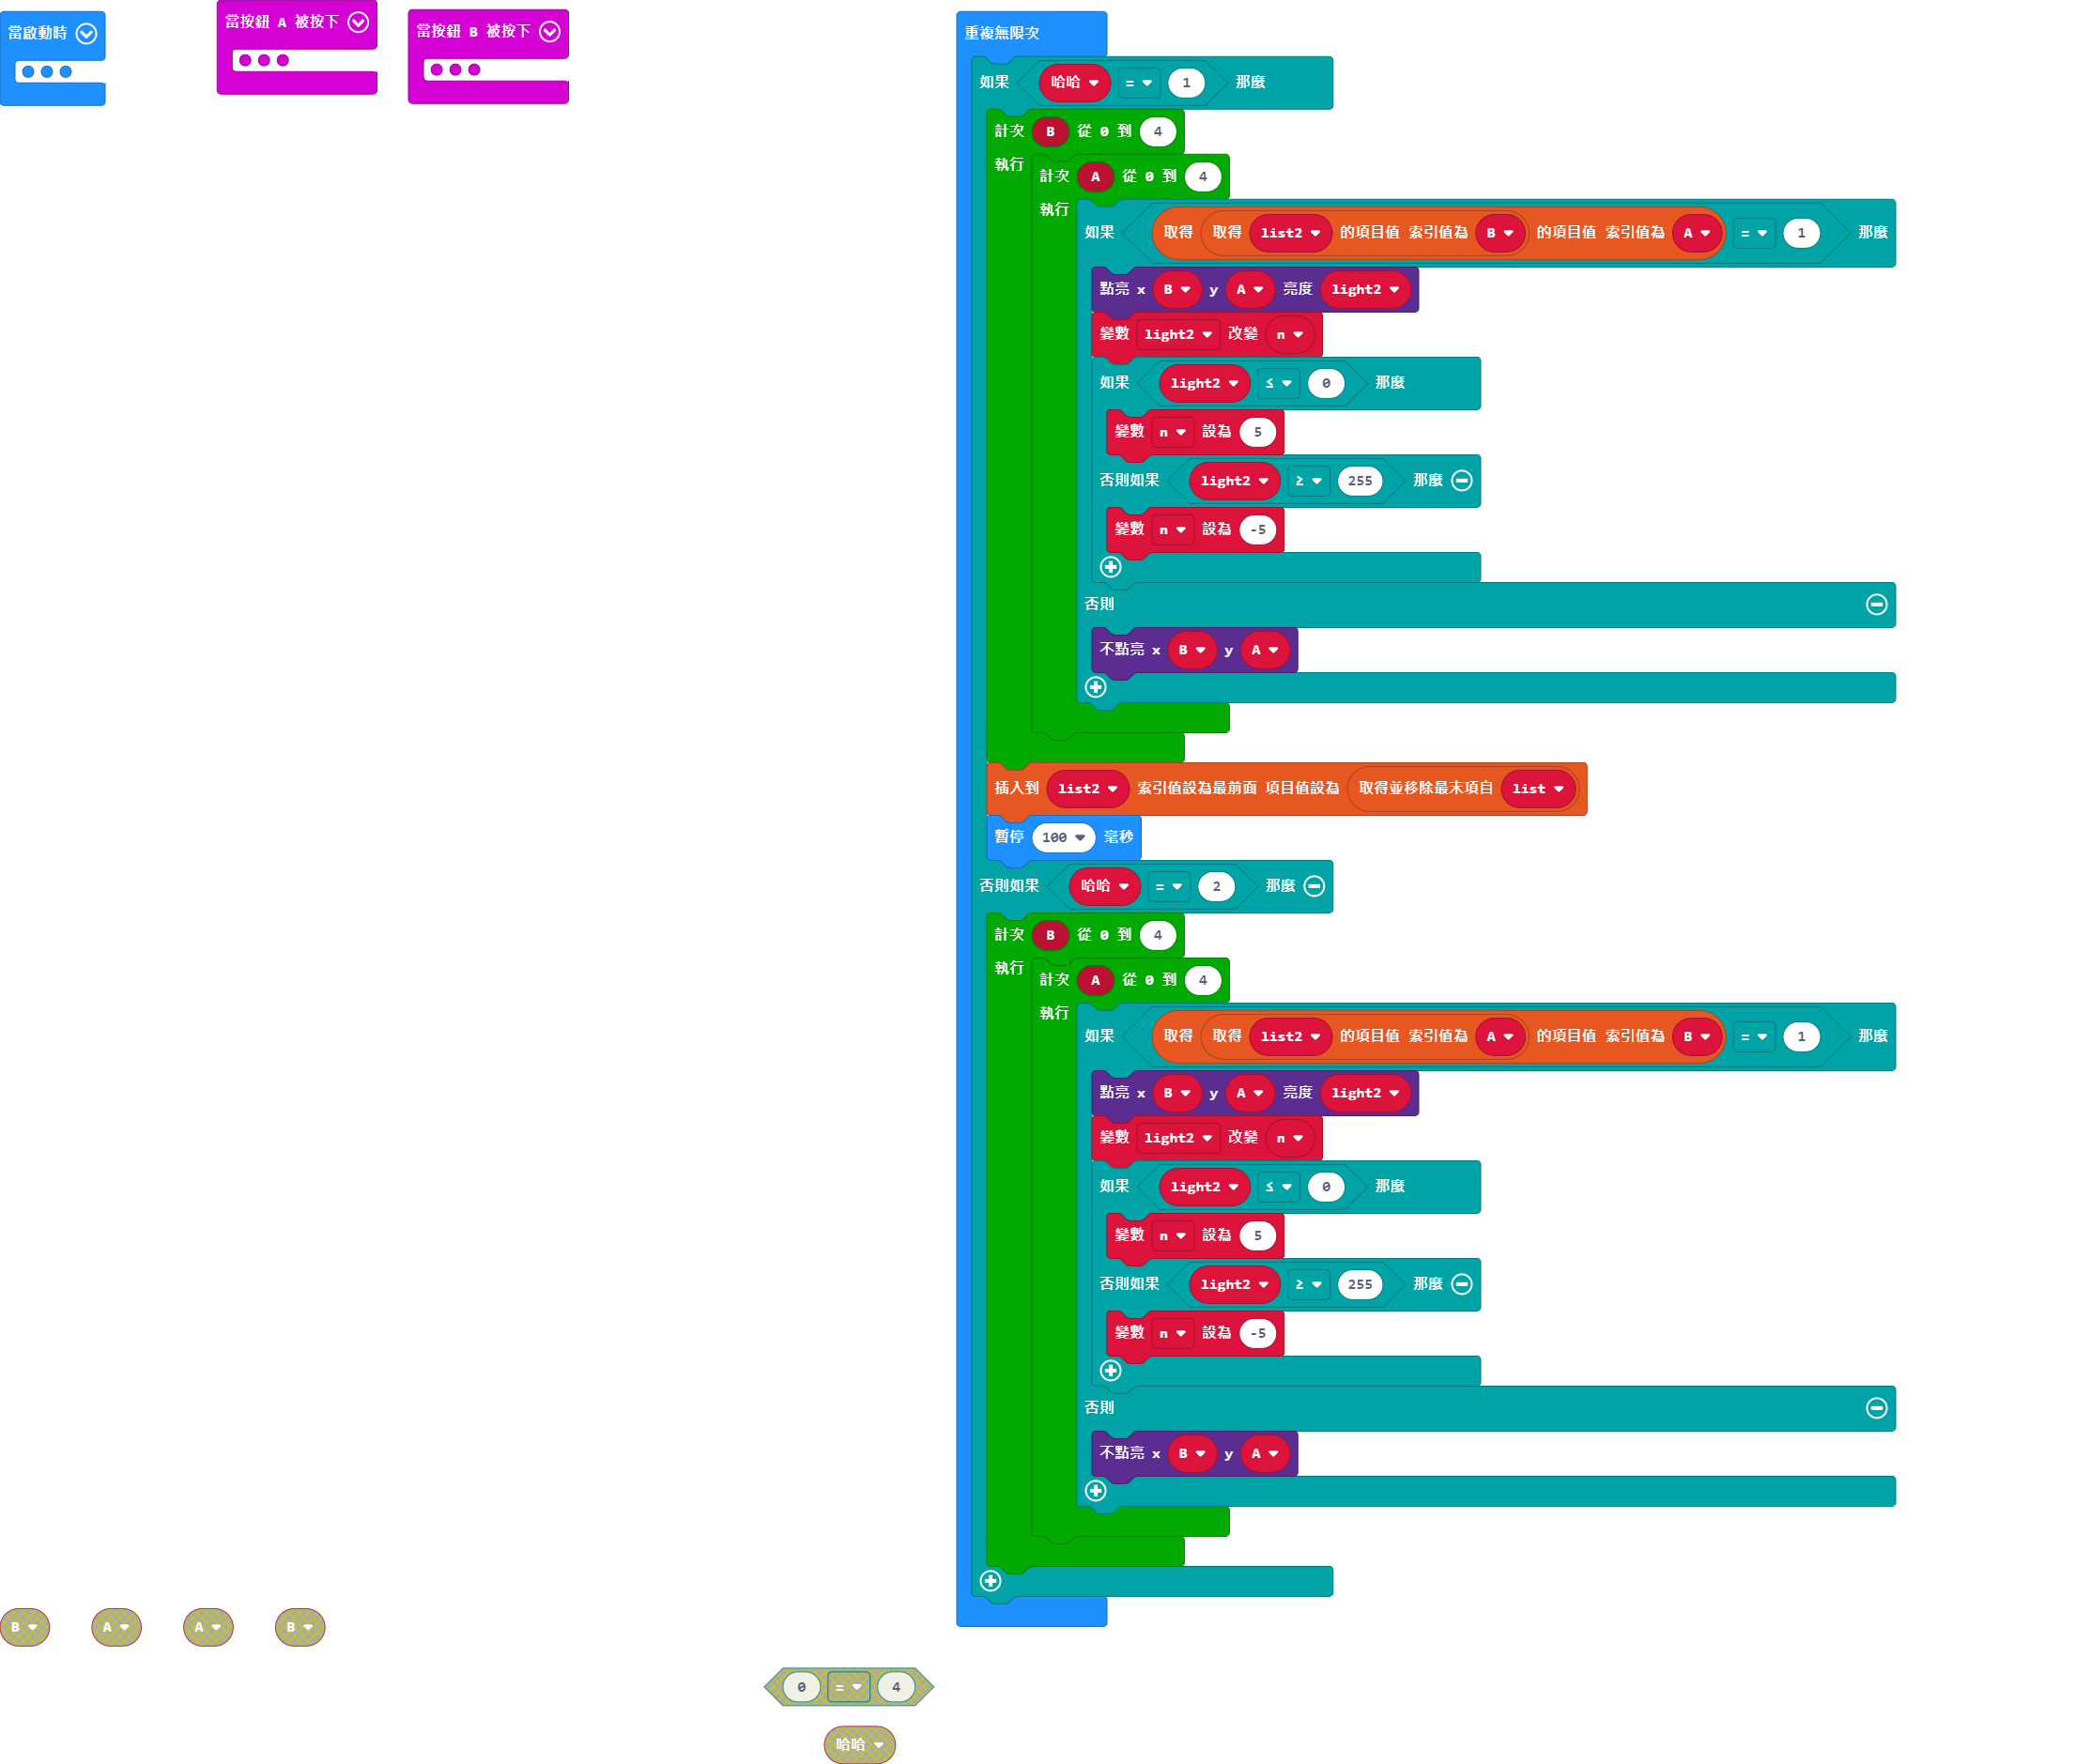 當啟動時
當按鈕 A 被按下
當按鈕 B 被按下
重複無限次
如果 哈哈 = 1 那麼
計次 B 從 0 到 4
執行
計次 A 從 0 到 4
執行
如果 取得 取得 list2 的項目值 索引值為 B 的項目值 索引值為 A = 1 那麼
點亮 x B y A 亮度 light2
變數 light2 改變 n
如果 light2 ≤ 0 那麼
變數 n 設為 5
否則如果 light2 ≥ 255 那麼
變數 n 設為 -5
否則
不點亮 x B y A
插入到 list2 索引值設為最前面 項目值設為 取得並移除最末項自 list
暫停 100 毫秒
否則如果 哈哈 = 2 那麼
計次 B 從 0 到 4
執行
計次 A 從 0 到 4
執行
如果 取得 取得 list2 的項目值 索引值為 A 的項目值 索引值為 B = 1 那麼
點亮 x B y A 亮度 light2
變數 light2 改變 n
如果 light2 ≤ 0 那麼
變數 n 設為 5
否則如果 light2 ≥ 255 那麼
變數 n 設為 -5
否則
不點亮 x B y A
B A A B
0 = 4
哈哈